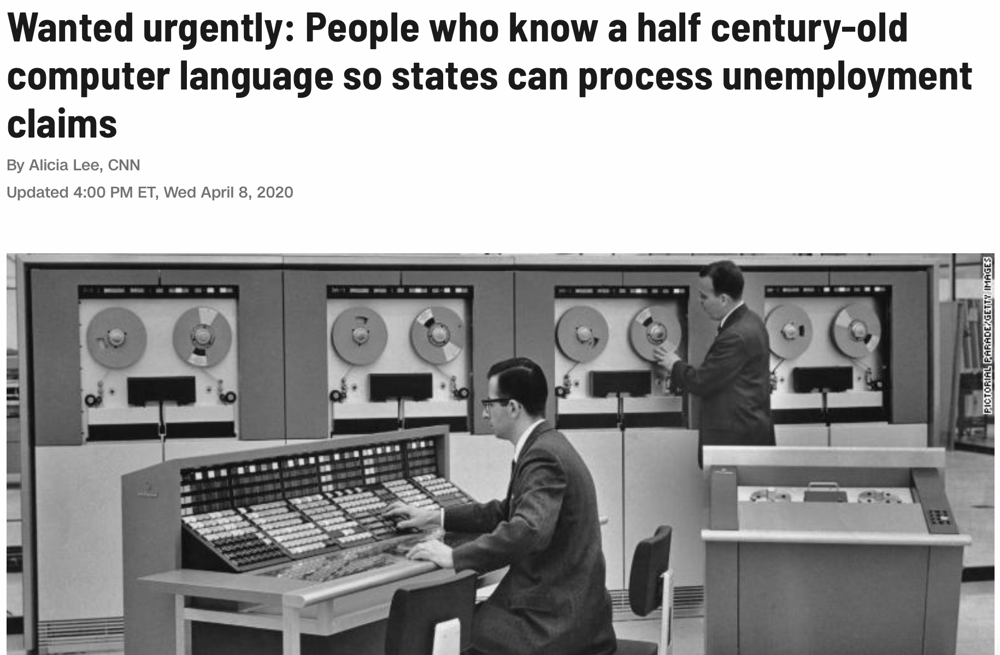 Wanted urgently: People who know a half century-old
computer language so states can process unemployment
claims
By Alicia Lee, CNN
Updated 4:00 PM ET, Wed April 8, 2020
PICTORIAL PARADE/GETTY IMAGES